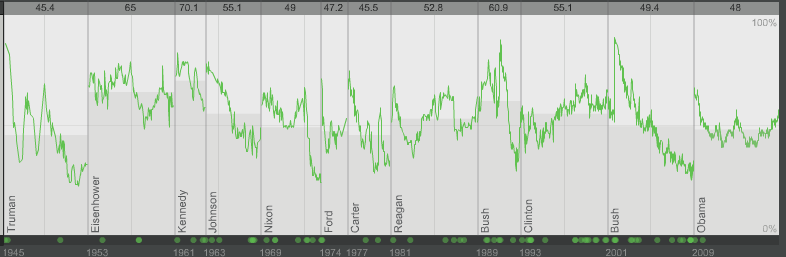 45.4 65 70.1 55.1 49 47.2 45.5 52.8 60.9 55.1 49.4 48
100%
Truman Eisenhower Kennedy Johnson Nixon Ford Carter Reagan Bush Clinton Bush Obama
0%
1945 1953 1961 1963 1969 1974 1977 1981 1989 1993 2001 2009